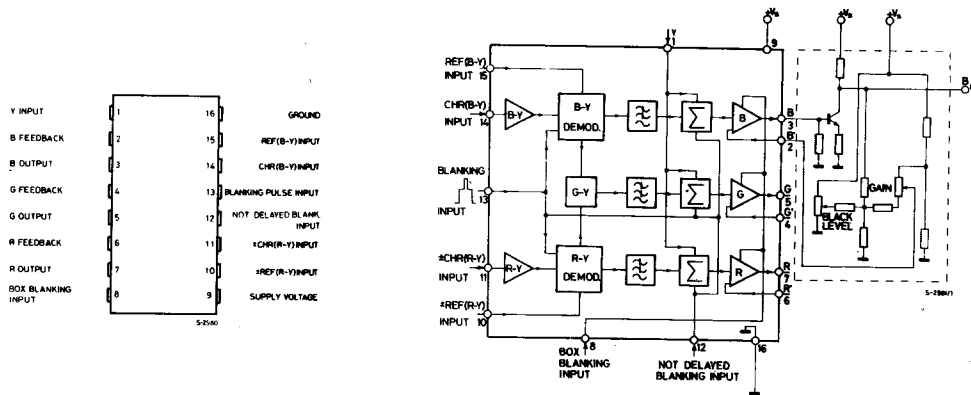 Y INPUT
B FEEDBACK
B OUTPUT
G FEEDBACK
G OUTPUT
R FEEDBACK
R OUTPUT
BOX BLANKING
INPUT
1
2
3
4
5
6
7
8
16
15
14
13
12
11
10
9
GROUND
REF(B-Y)INPUT
CHR(B-Y)INPUT
BLANKING PULSE INPUT
NOT DELAYED BLANK
INPUT
±CHR(R-Y)INPUT
±REF(R-Y)INPUT
SUPPLY VOLTAGE
S-2580
REF(B-Y)
INPUT 15
CHR(B-Y)
INPUT 14
BLANKING
INPUT
13
±CHR(R-Y)
INPUT 11
±REF(R-Y)
INPUT 10
Y
1
+Vs
9
B-Y
B-Y
DEMOD.
Σ
B
B
3
B'
2
G-Y
Σ
G
G
5
G'
4
R-Y
R-Y
DEMOD.
Σ
R
R
7
R'
6
8
BOX
BLANKING
INPUT
12
NOT DELAYED
BLANKING INPUT
16
+Vs
+Vs
B
GAIN
BLACK
LEVEL